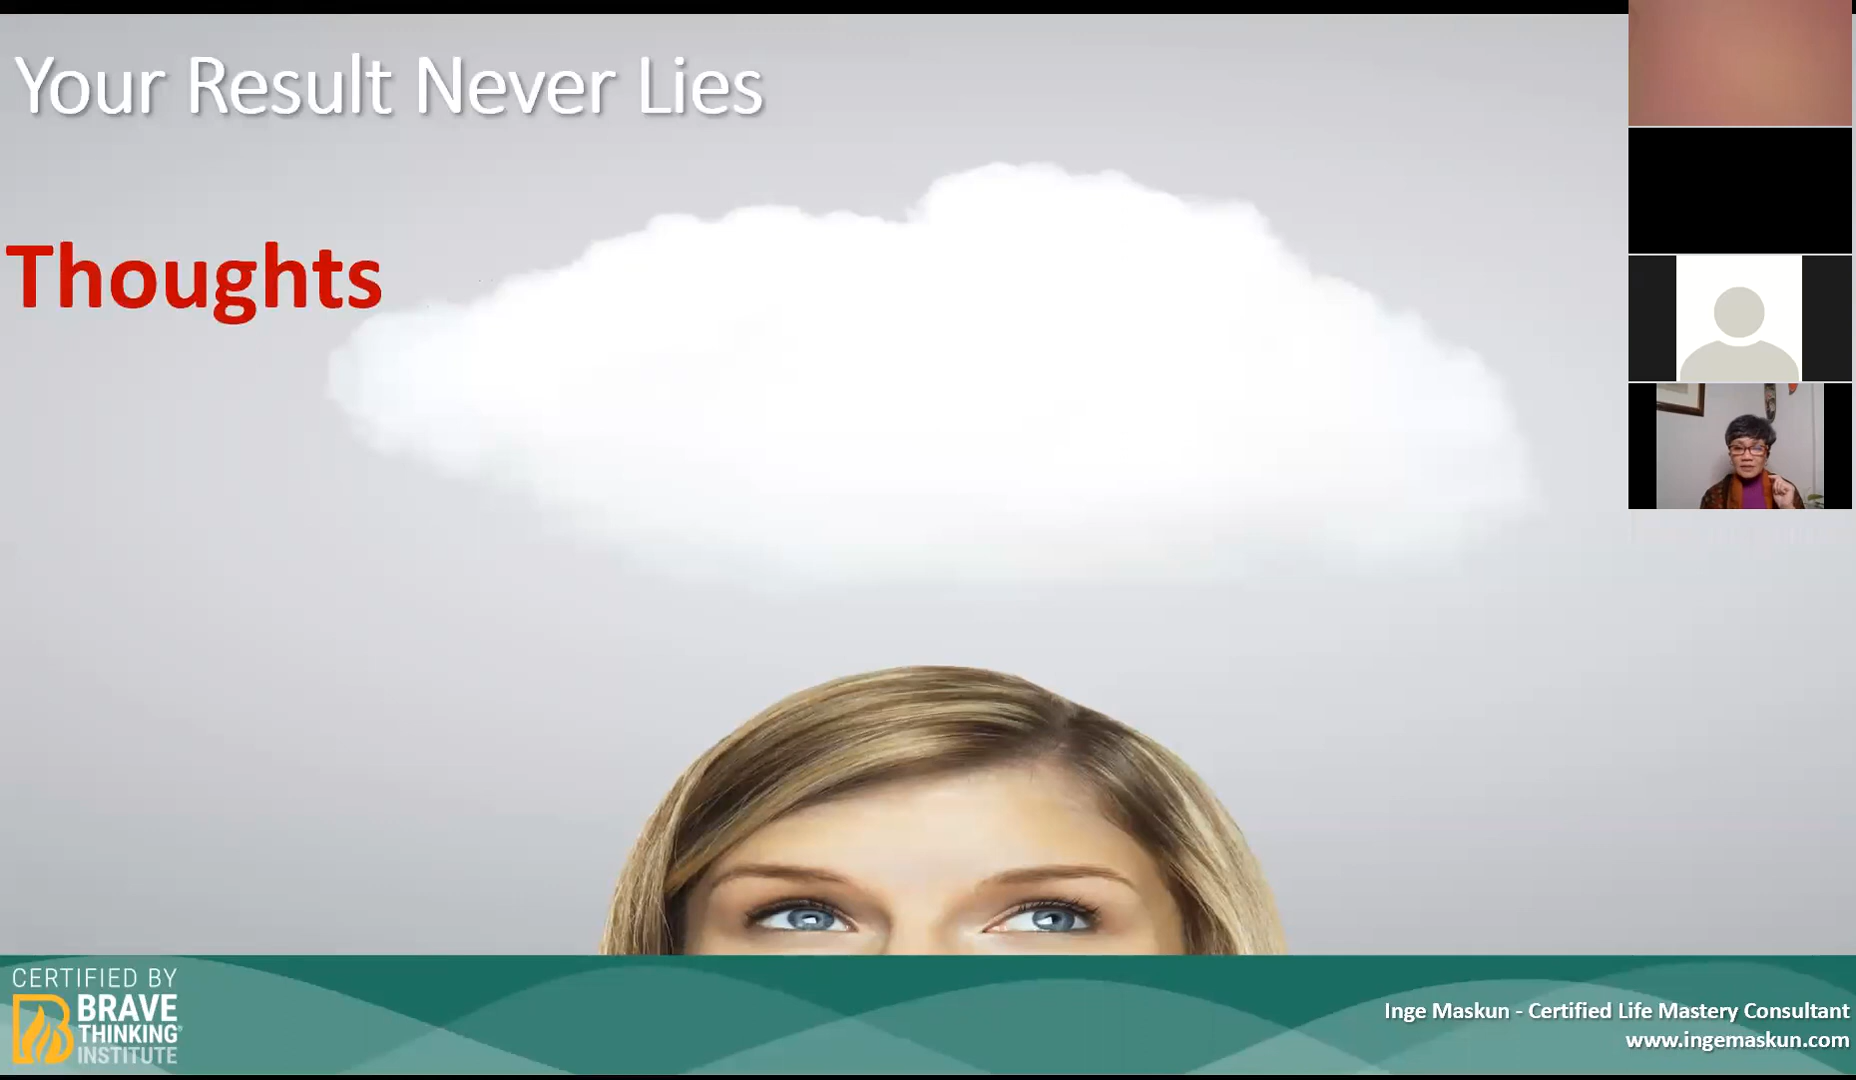 Your Result Never Lies
Thoughts
CERTIFIED BY
BRAVE
THINKING
INSTITUTE
Inge Maskun - Certified Life Mastery Consultant
www.ingemaskun.com